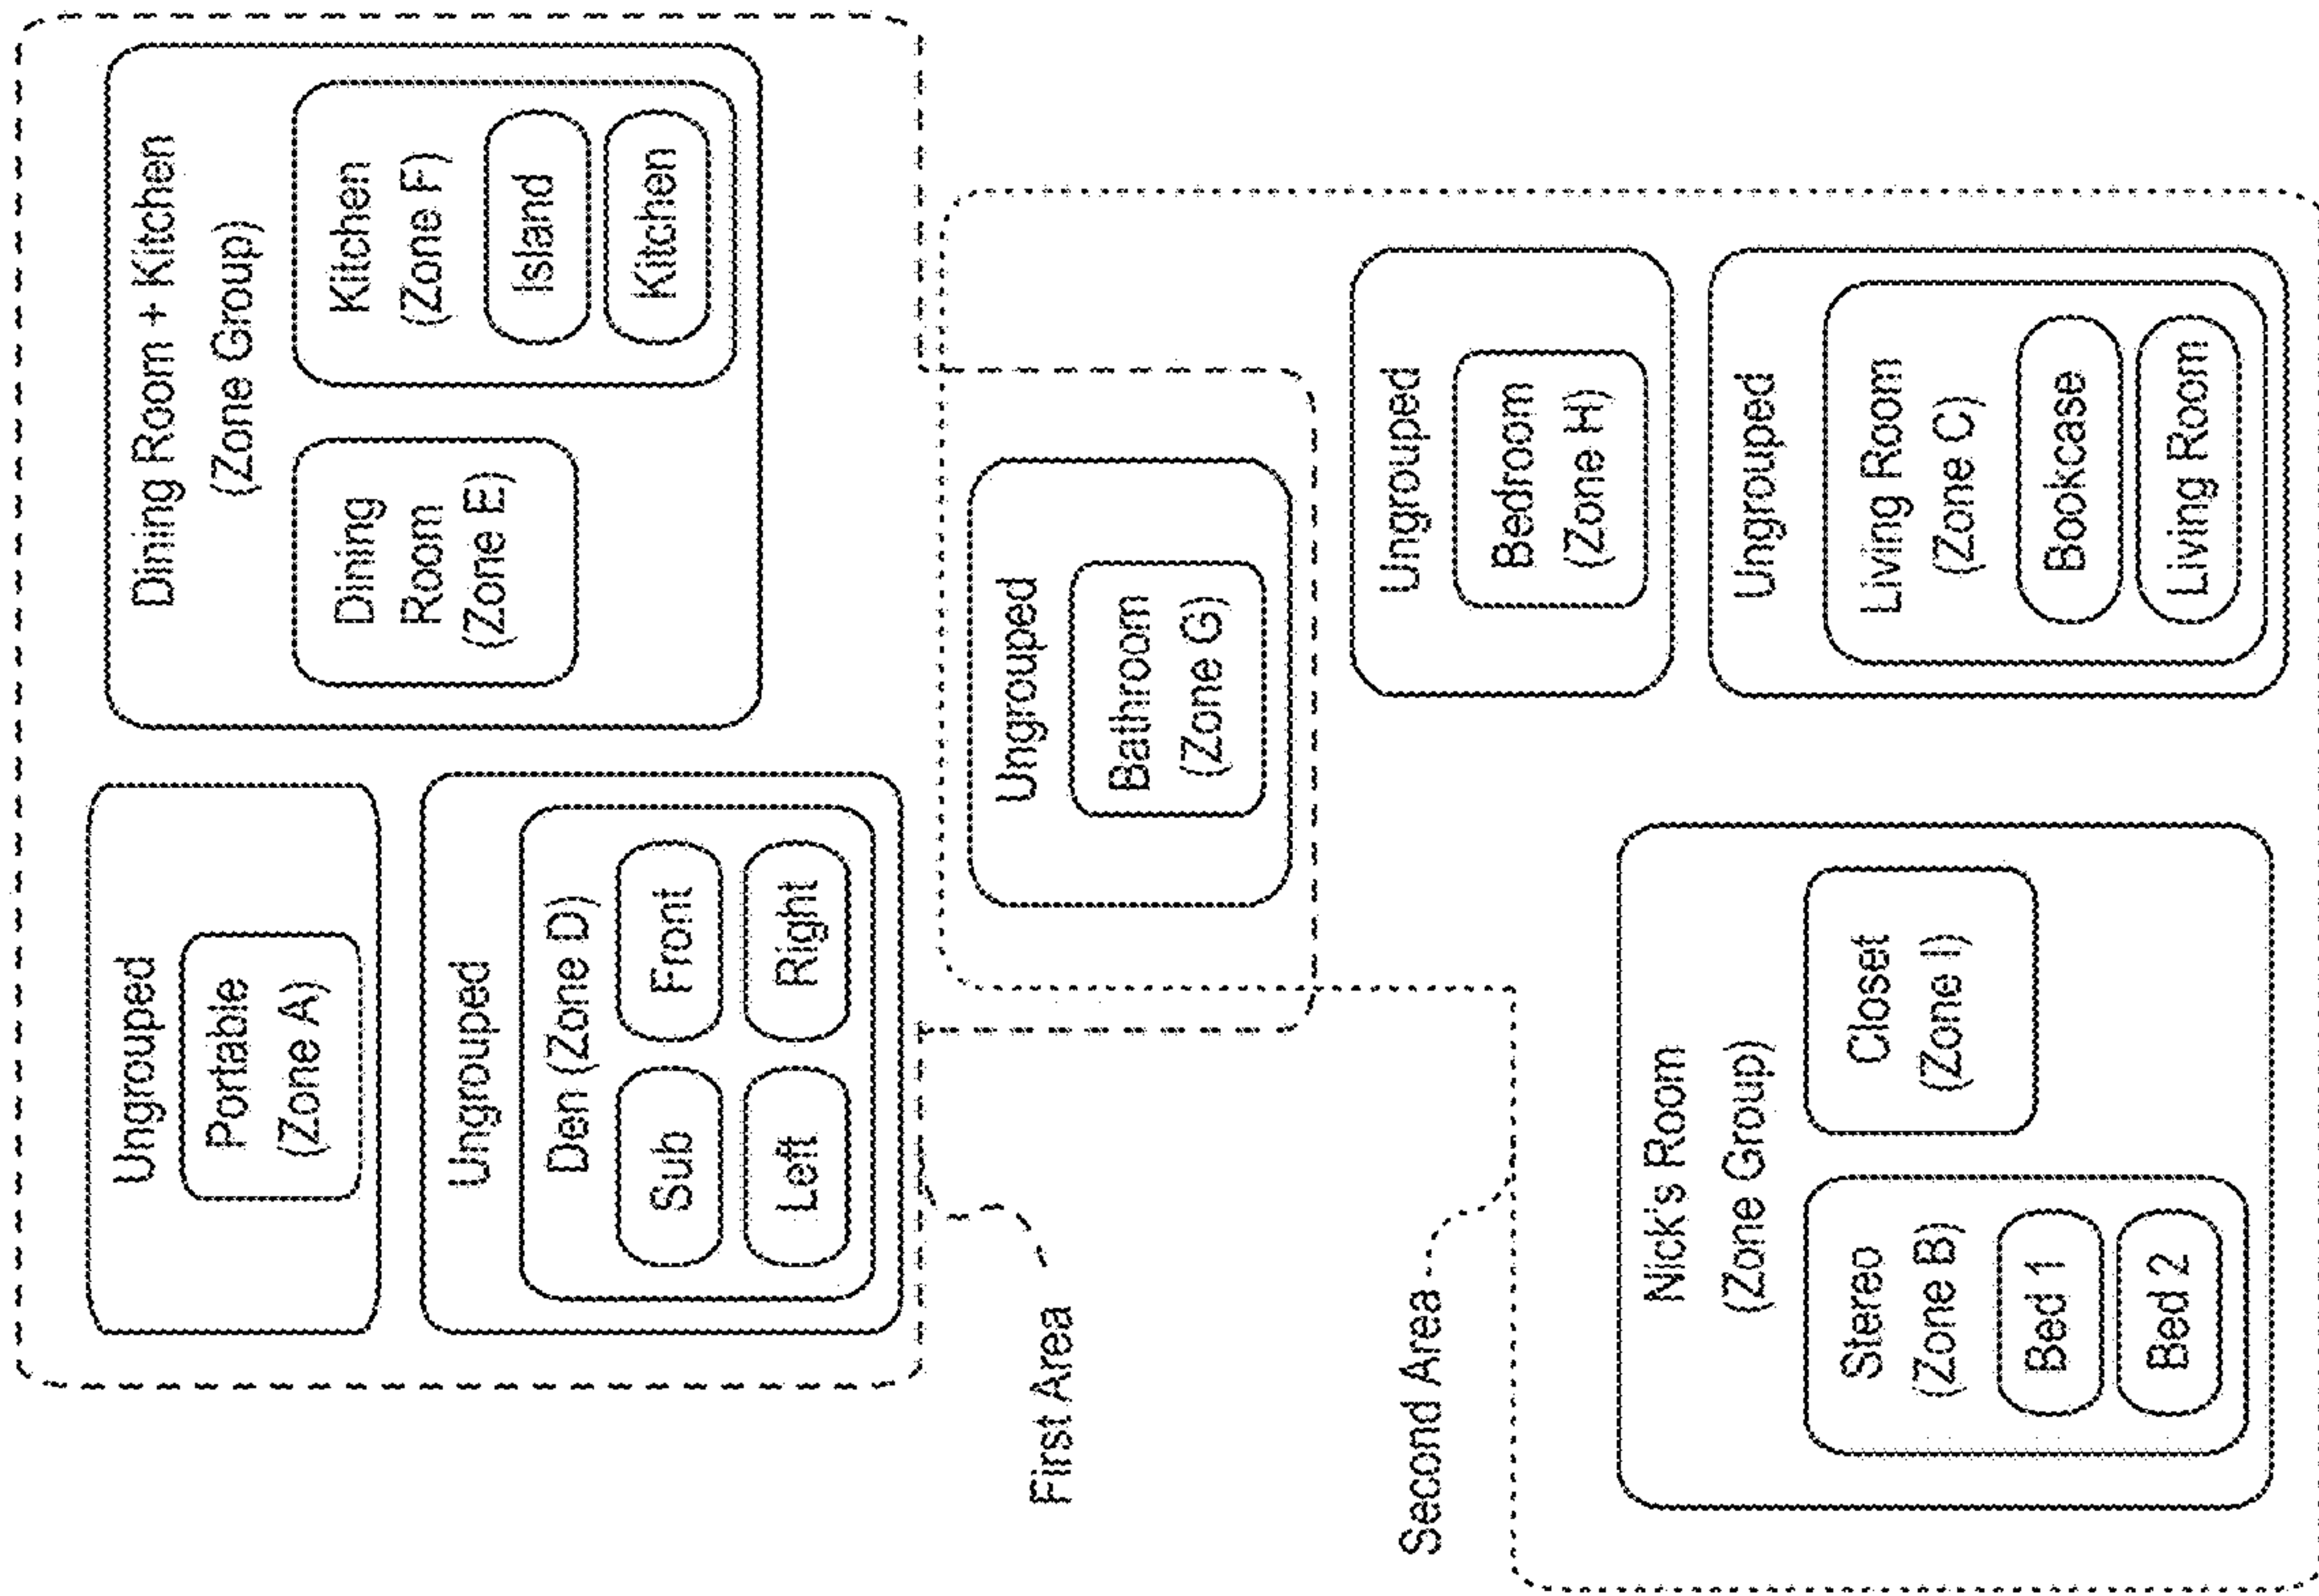 Ungrouped
Portable
(Zone A)
Ungrouped
Den (Zone D)
Sub
Front
Left
Right
Dining Room + Kitchen
(Zone Group)
Dining
Room
(Zone E)
Kitchen
(Zone F)
Island
Kitchen
First Area
Ungrouped
Bathroom
(Zone G)
Second Area
Ungrouped
Bedroom
(Zone H)
Nick's Room
(Zone Group)
Stereo
(Zone B)
Bed 1
Bed 2
Closet
(Zone I)
Ungrouped
Living Room
(Zone C)
Bookcase
Living Room